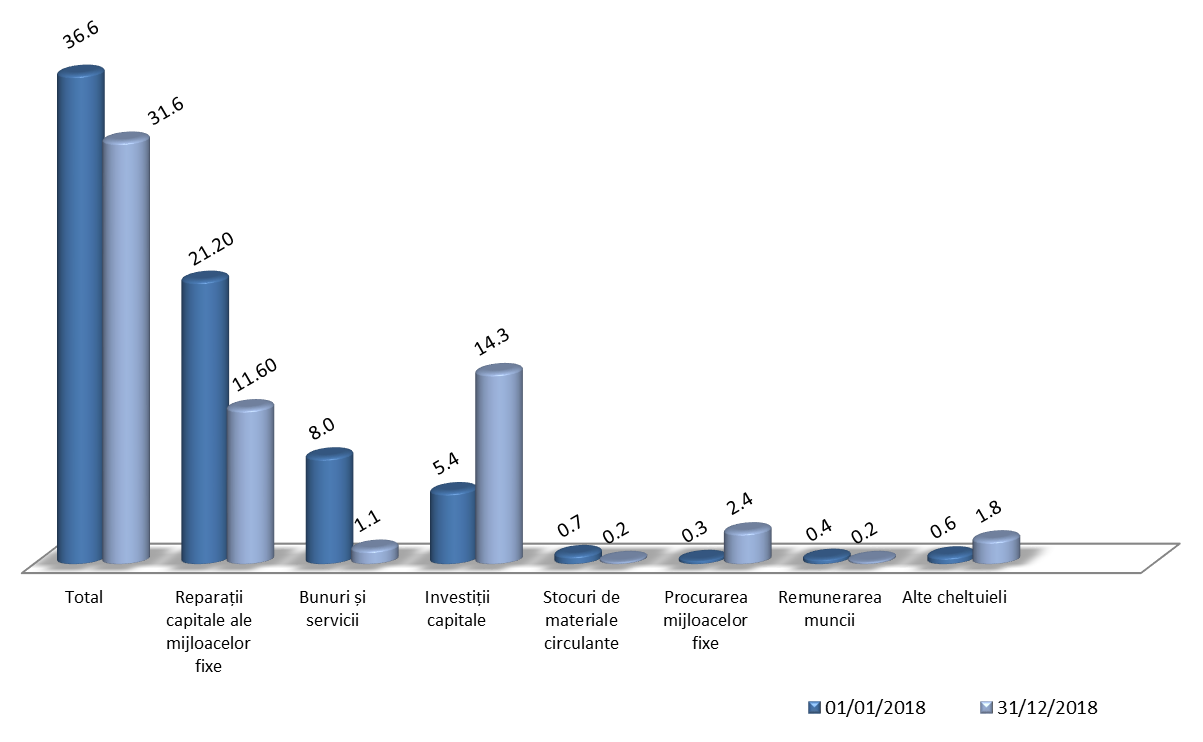 36.6
31.6
21.20
11.60
8.0
1.1
5.4
14.3
0.7
0.2
0.3
2.4
0.4
0.2
0.6
1.8
Total
Reparații
capitale ale
mijloacelor
fixe
Bunuri și
servicii
Investiții
capitale
Stocuri de
materiale
circulante
Procurarea
mijloacelor
fixe
Remunerarea
muncii
Alte cheltuieli
01/01/2018
31/12/2018